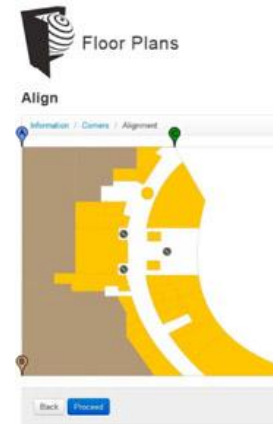 Floor Plans
Align
Information / Corners / Alignment
A
C
B
Back Proceed